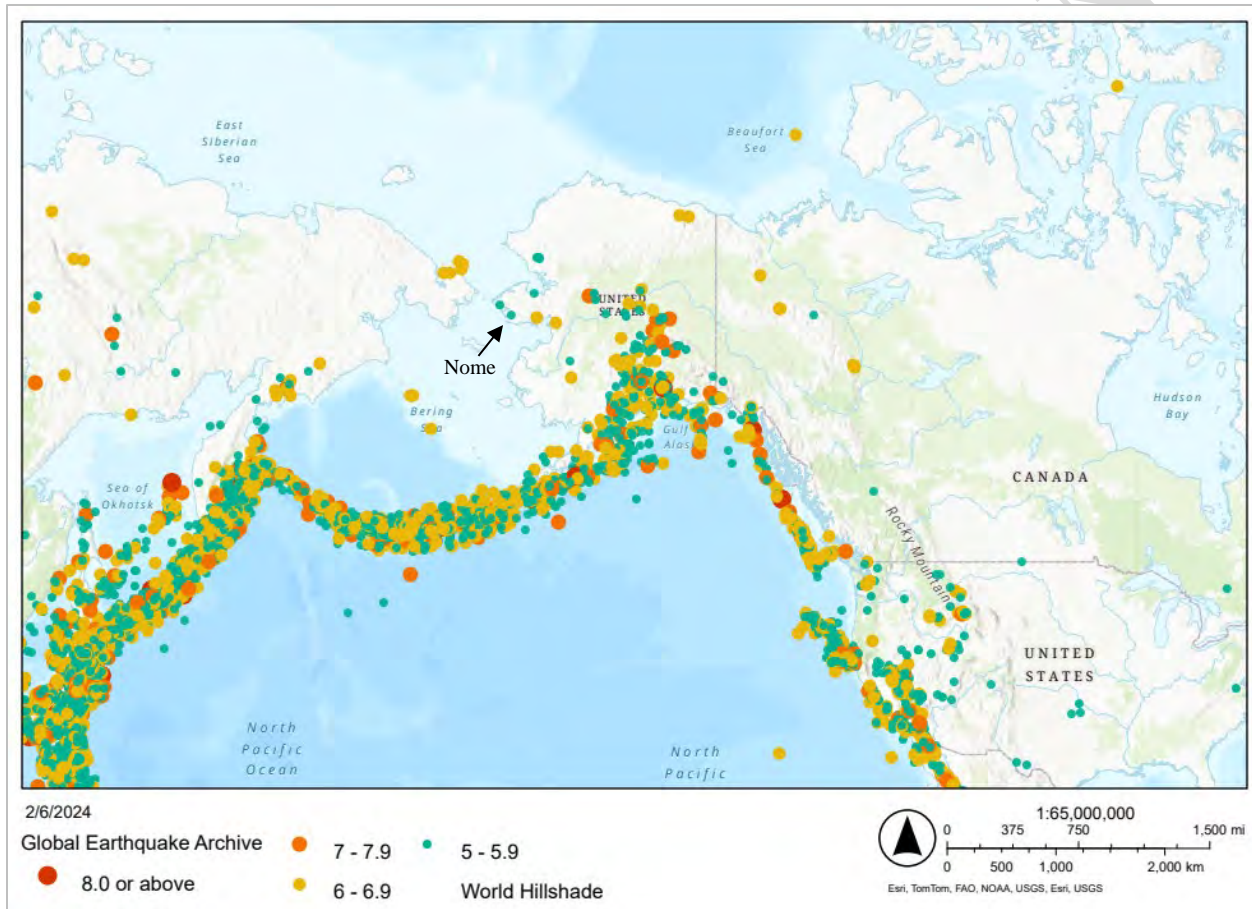 East
Siberian
Sea
Beaufort
Sea
UNITED
STATES
Nome
Bering
Sea
Gulf
Alas
Hudson
Bay
Sea of
Okhotsk
CANADA
Rocky Mountain
UNITED
STATES
North
Pacific
Ocean
North
Pacific
2/6/2024
Global Earthquake Archive
8.0 or above
7 - 7.9
6 - 6.9
5 - 5.9
World Hillshade
1:65,000,000
0 375 750 1,500 mi
0 500 1,000 2,000 km
Esri, TomTom, FAO, NOAA, USGS, Esri, USGS